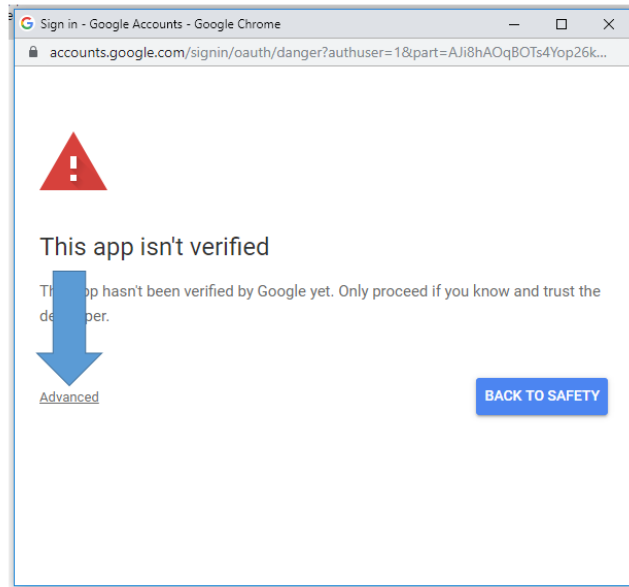 Sign in - Google Accounts - Google Chrome
accounts.google.com/signin/oauth/danger?authuser=1&part=AJi8hAOqBOTs4Yop26k...
This app isn't verified
hasn't been verified by Google yet. Only proceed if you know and trust the
Advanced
BACK TO SAFETY